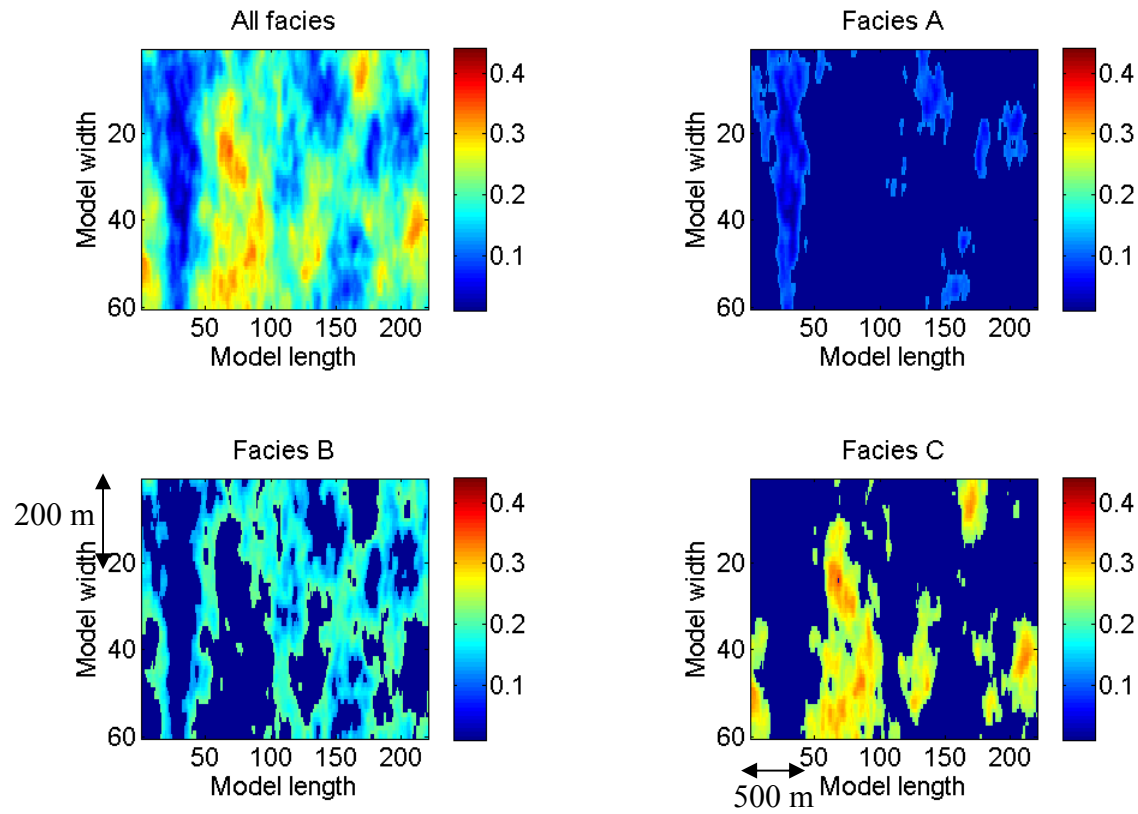 All facies
Model width
20
40
60
50 100 150 200
Model length
0.4
0.3
0.2
0.1
Facies A
Model width
20
40
60
50 100 150 200
Model length
0.4
0.3
0.2
0.1
Facies B
200 m
Model width
20
40
60
50 100 150 200
Model length
0.4
0.3
0.2
0.1
Facies C
Model width
20
40
60
50 100 150 200
Model length
500 m
0.4
0.3
0.2
0.1